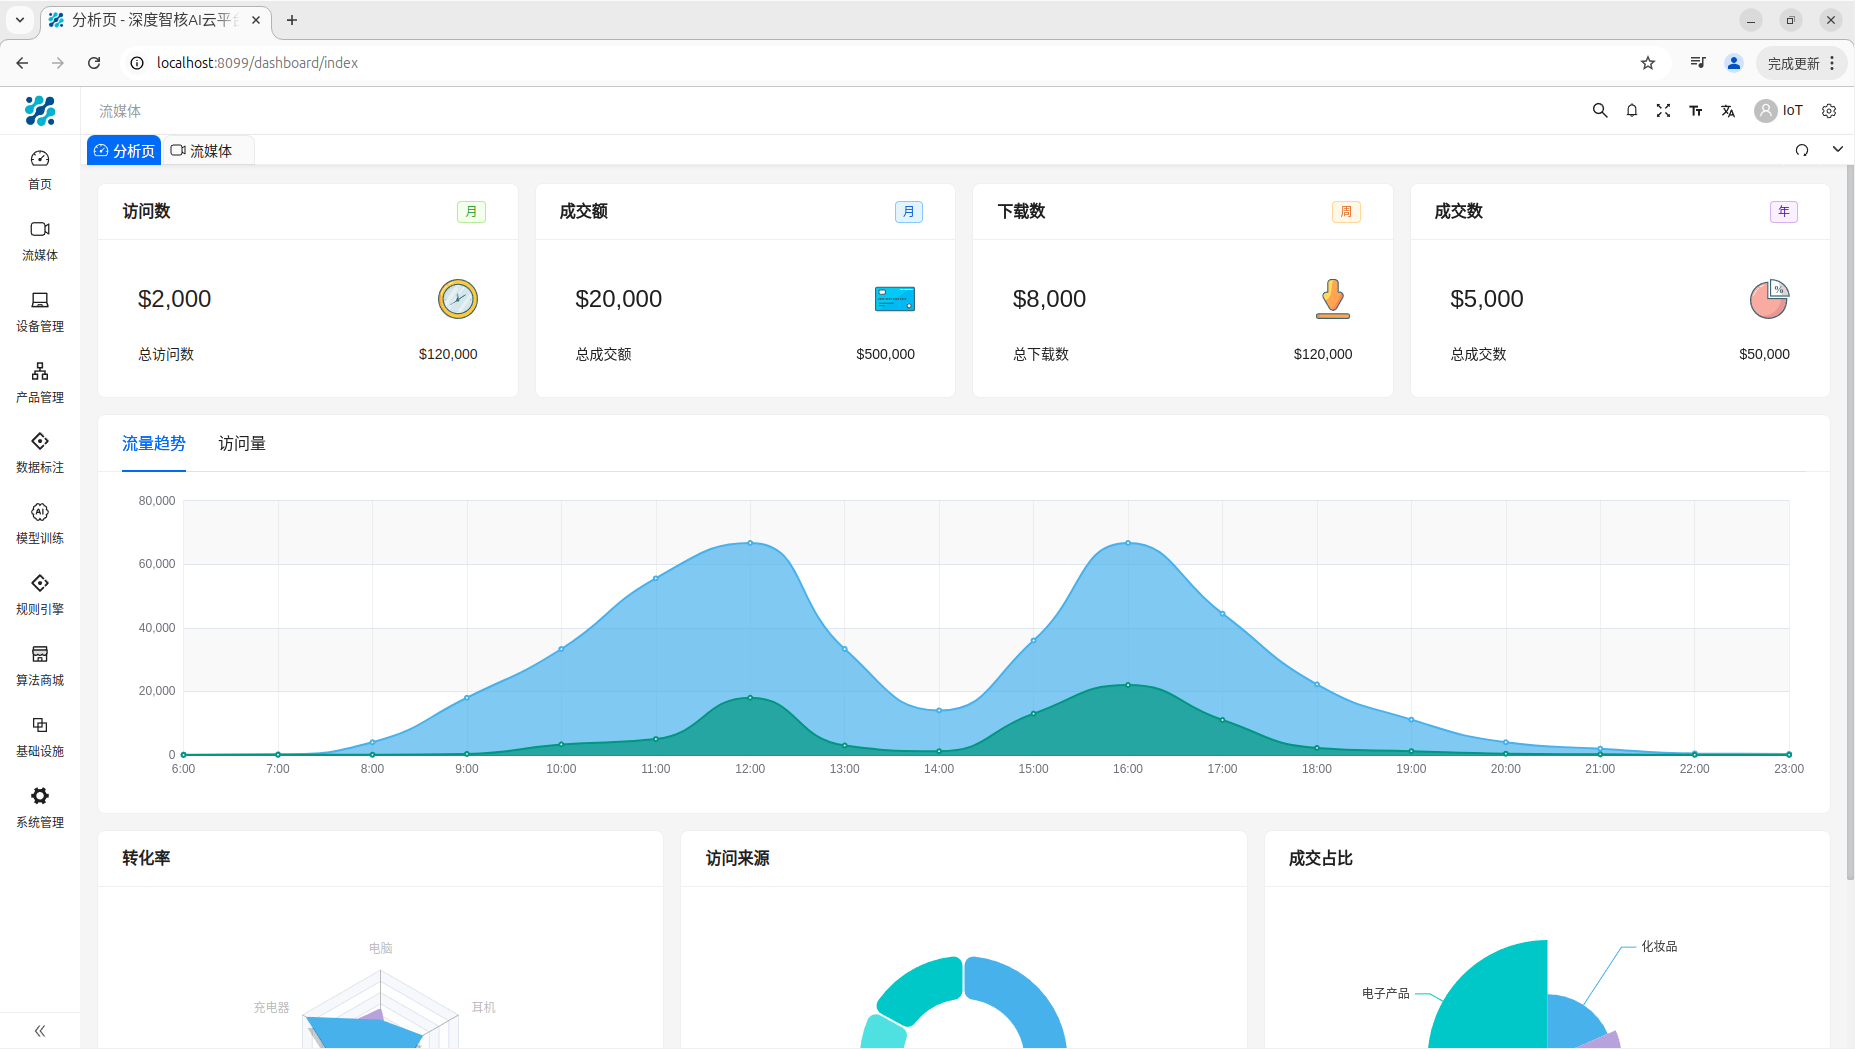 分析页 - 深度智核AI云平
localhost:8099/dashboard/index
完成更新
流媒体
IoT
分析页
流媒体
首页
流媒体
设备管理
产品管理
数据标注
模型训练
规则引擎
算法商城
基础设施
系统管理
访问数
月
$2,000
总访问数
$120,000
成交额
月
$20,000
总成交额
$500,000
下载数
周
$8,000
总下载数
$120,000
成交数
年
$5,000
总成交数
$50,000
流量趋势
访问量
80,000
60,000
40,000
20,000
0
6:00
7:00
8:00
9:00
10:00
11:00
12:00
13:00
14:00
15:00
16:00
17:00
18:00
19:00
20:00
21:00
22:00
23:00
转化率
电脑
充电器
耳机
访问来源
成交占比
化妆品
电子产品